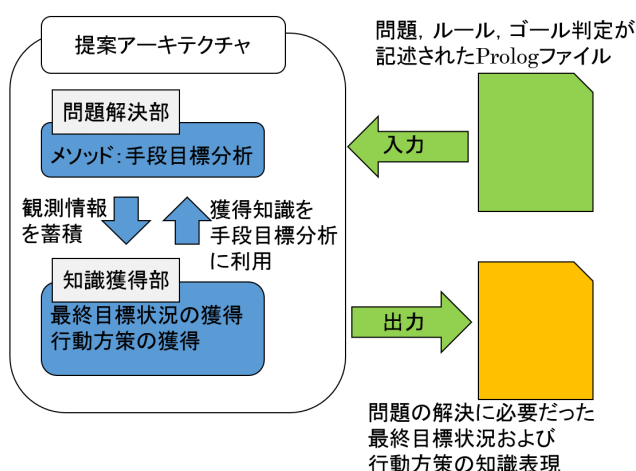 提案アーキテクチャ
問題，ルール，ゴール判定が
記述されたPrologファイル
問題解決部
メソッド：手段目標分析
入力
観測情報
を蓄積
獲得知識を
手段目標分析
に利用
知識獲得部
最終目標状況の獲得
行動方策の獲得
出力
問題の解決に必要だった
最終目標状況および
行動方策の知識表現